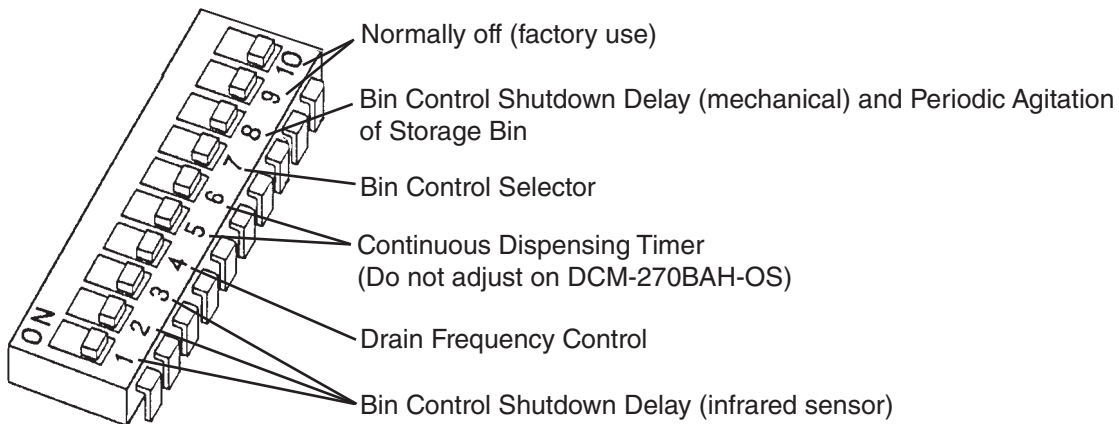 Normally off (factory use)
Bin Control Shutdown Delay (mechanical) and Periodic Agitation
of Storage Bin
Bin Control Selector
Continuous Dispensing Timer
(Do not adjust on DCM-270BAH-OS)
Drain Frequency Control
Bin Control Shutdown Delay (infrared sensor)
ON
1
2
3
4
5
6
7
8
9
10